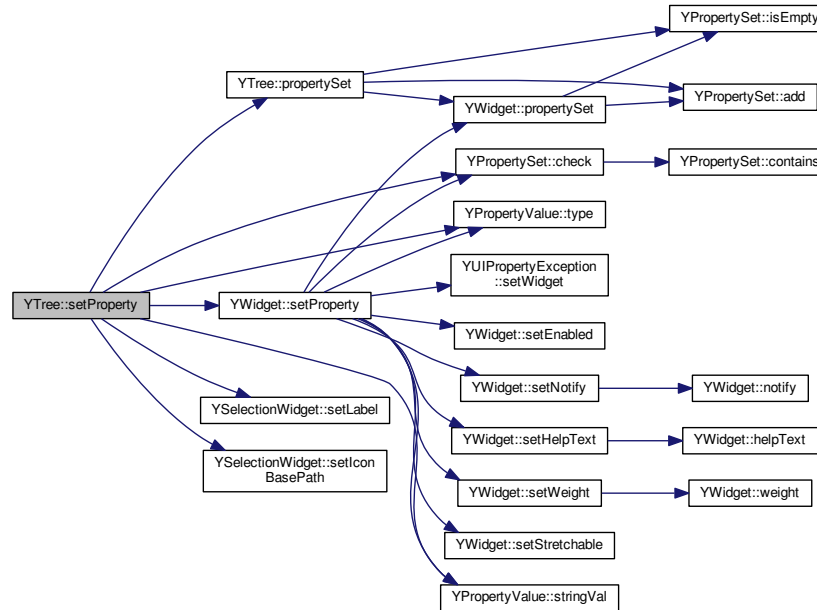 YPropertySet::isEmpty
YTree::propertySet
YPropertySet::add
YWidget::propertySet
YPropertySet::check
YPropertySet::contains
YPropertyValue::type
YUIPropertyException
::setWidget
YTree::setProperty
YWidget::setProperty
YWidget::setEnabled
YWidget::setNotify
YWidget::notify
YSelectionWidget::setLabel
YWidget::setHelpText
YWidget::helpText
YSelectionWidget::setIcon
BasePath
YWidget::setWeight
YWidget::weight
YWidget::setStretchable
YPropertyValue::stringVal